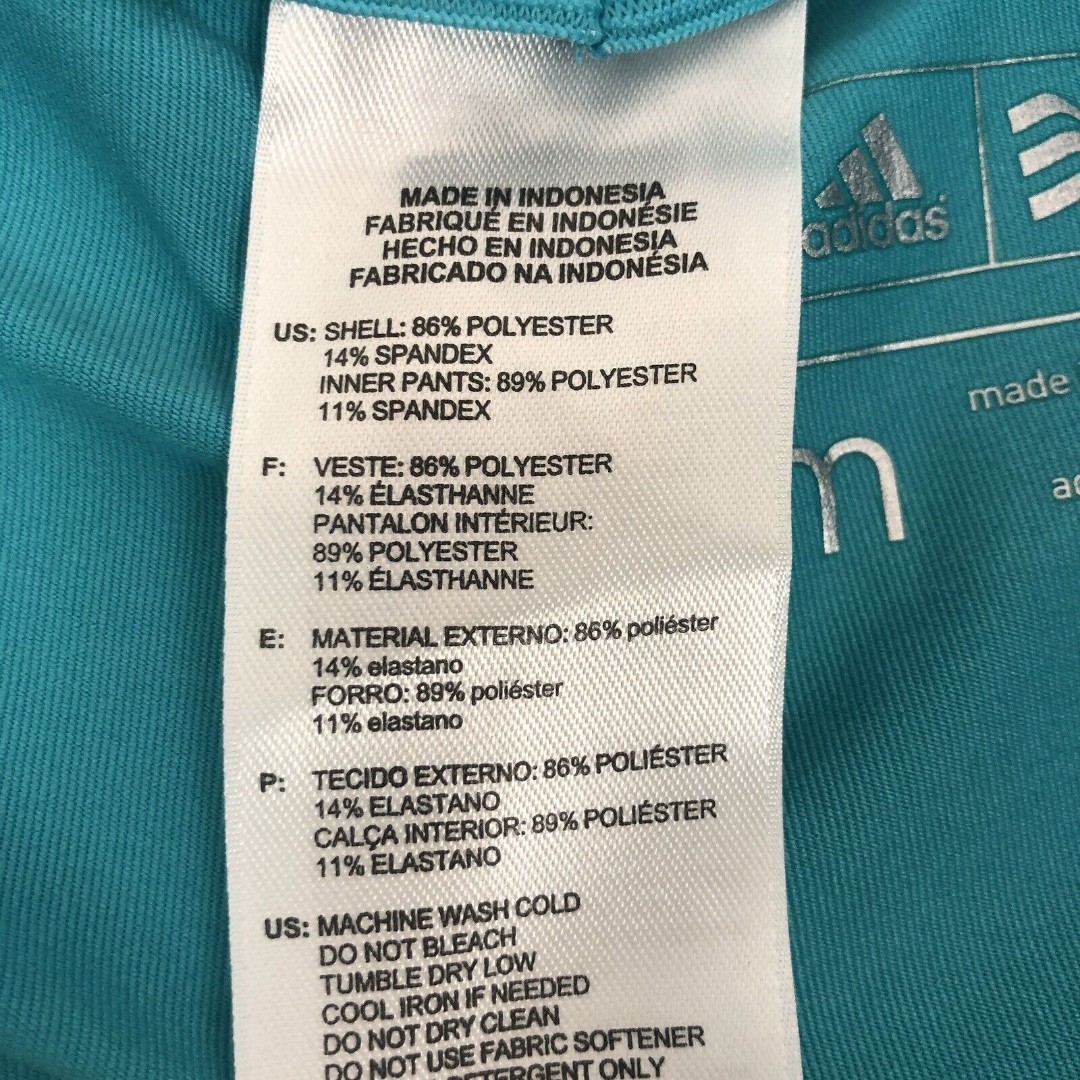 MADE IN INDONESIA
FABRIQUÉ EN INDONÉSIE
HECHO EN INDONESIA
FABRICADO NA INDONÉSIA
US: SHELL: 86% POLYESTER
14% SPANDEX
INNER PANTS: 89% POLYESTER
11% SPANDEX
F: VESTE: 86% POLYESTER
14% ÉLASTHANNE
PANTALON INTÉRIEUR:
89% POLYESTER
11% ÉLASTHANNE
E: MATERIAL EXTERNO: 86% poliéster
14% elastano
FORRO: 89% poliéster
11% elastano
P: TECIDO EXTERNO: 86% POLIÉSTER
14% ELASTANO
CALÇA INTERIOR: 89% POLIÉSTER
11% ELASTANO
US: MACHINE WASH COLD
DO NOT BLEACH
TUMBLE DRY LOW
COOL IRON IF NEEDED
DO NOT DRY CLEAN
DO NOT USE FABRIC SOFTENER
DETERGENT ONLY
adidas
made
m